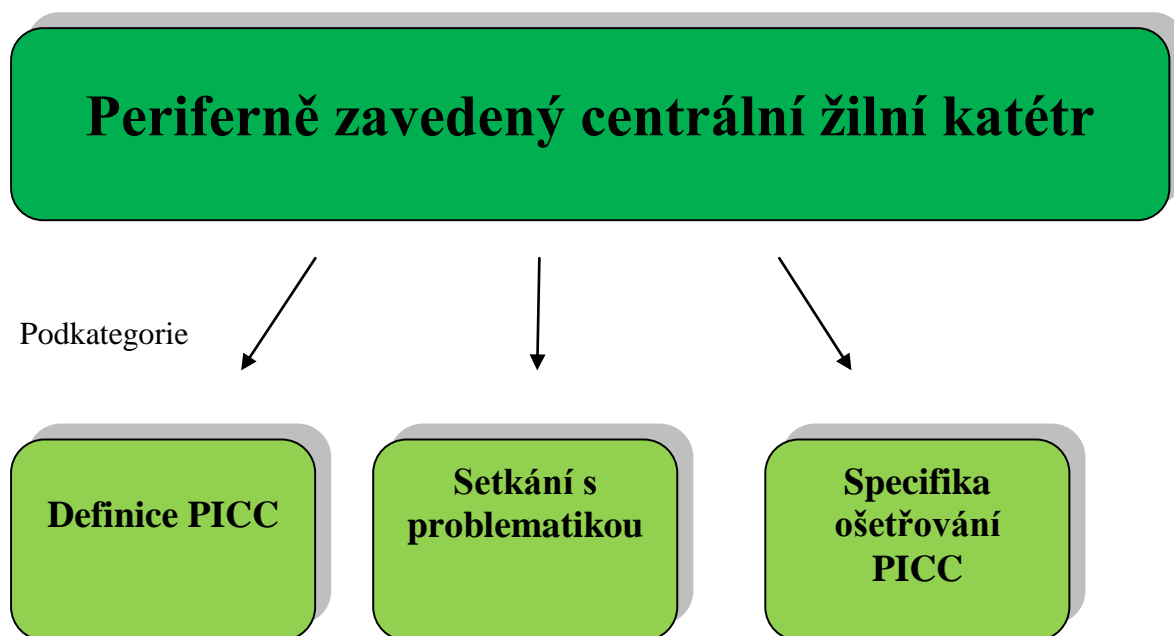 Periferně zavedený centrální žilní katétr
Podkategorie
Definice PICC
Setkání s
problematikou
Specifika
ošetřování
PICC